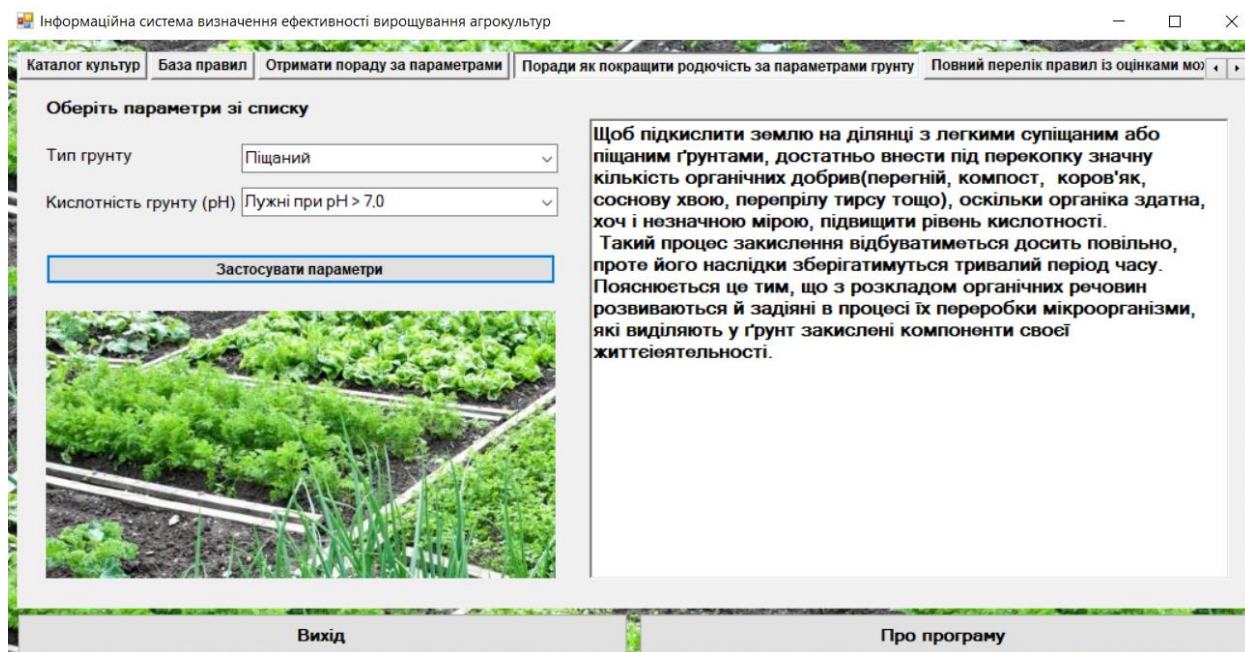 Інформаційна система визначення ефективності вирощування агрокультур
Каталог культур
База правил
Отримати пораду за параметрами
Поради як покращити родючість за параметрами грунту
Повний перелік правил із оцінками мо
Оберіть параметри зі списку
Тип грунту
Піщаний
Кислотність грунту (pH)
Лужні при pH > 7,0
Застосувати параметри
Щоб підкислити землю на ділянці з легкими супіщаним або
піщаним ґрунтами, достатньо внести під перекопку значну
кількість органічних добрив(перегній, компост,  коров'як,
соснову хвою, перепрілу тирсу тощо), оскільки органіка здатна,
хоч і незначною мірою, підвищити рівень кислотності.
Такий процес закислення відбуватиметься досить повільно,
проте його наслідки зберігатимуться тривалий період часу.
Пояснюється це тим, що з розкладом органічних речовин
розвиваються й задіяні в процесі їх переробки мікроорганізми,
які виділяють у ґрунт закислені компоненти своєї
життєієятельності.
Вихід
Про програму